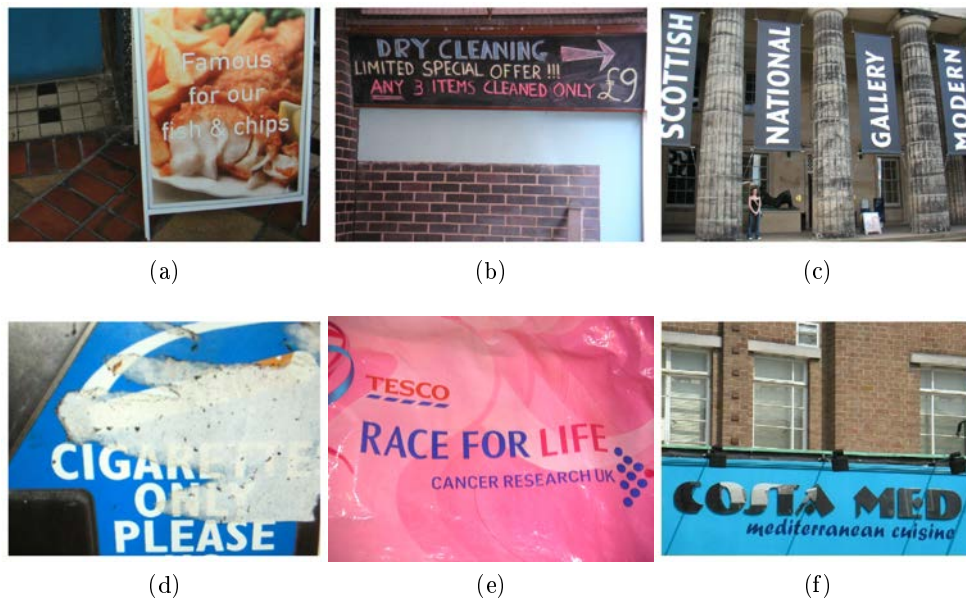 Famous
for our
fish & chips
(a)
DRY CLEANING
LIMITED SPECIAL OFFER !!!
ANY 3 ITEMS CLEANED ONLY £9
(b)
SCOTTISH
NATIONAL
GALLERY
MODERN
(c)
CIGARETTE
ONLY
PLEASE
(d)
TESCO
RACE FOR LIFE
CANCER RESEARCH UK
(e)
COSTA MED
mediterranean cuisine
(f)